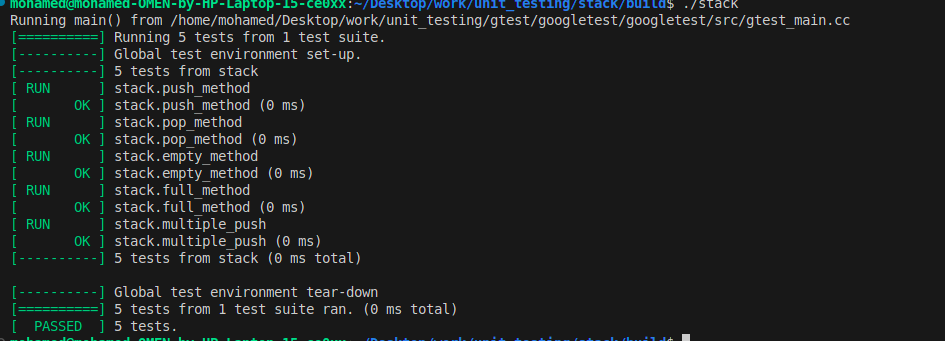 mohamed@mohamed-OMEN-by-HP-Laptop-15-ce0xx:~/Desktop/work/unit_testing/stack/build$ ./stack
Running main() from /home/mohamed/Desktop/work/unit_testing/gtest/googletest/googletest/src/gtest_main.cc
[==========] Running 5 tests from 1 test suite.
[----------] Global test environment set-up.
[----------] 5 tests from stack
[ RUN      ] stack.push_method
[       OK ] stack.push_method (0 ms)
[ RUN      ] stack.pop_method
[       OK ] stack.pop_method (0 ms)
[ RUN      ] stack.empty_method
[       OK ] stack.empty_method (0 ms)
[ RUN      ] stack.full_method
[       OK ] stack.full_method (0 ms)
[ RUN      ] stack.multiple_push
[       OK ] stack.multiple_push (0 ms)
[----------] 5 tests from stack (0 ms total)

[----------] Global test environment tear-down
[==========] 5 tests from 1 test suite ran. (0 ms total)
[  PASSED  ] 5 tests.
mohamed@mohamed-OMEN-by-HP-Laptop-15-ce0xx:~/Desktop/work/unit_testing/stack/build$